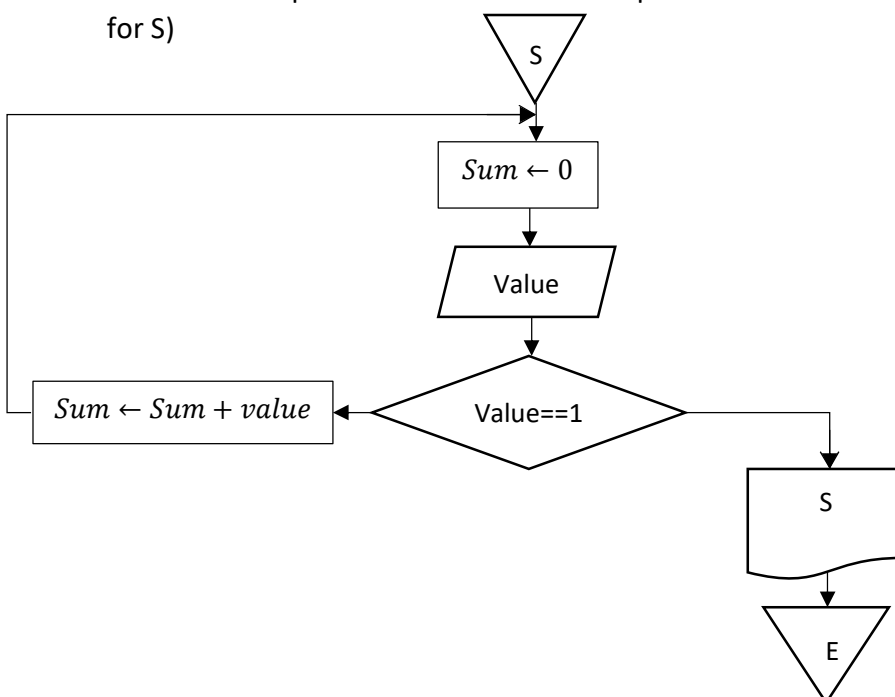 for S)
S
Sum ← 0
Value
Value==1
Sum ← Sum + value
S
E